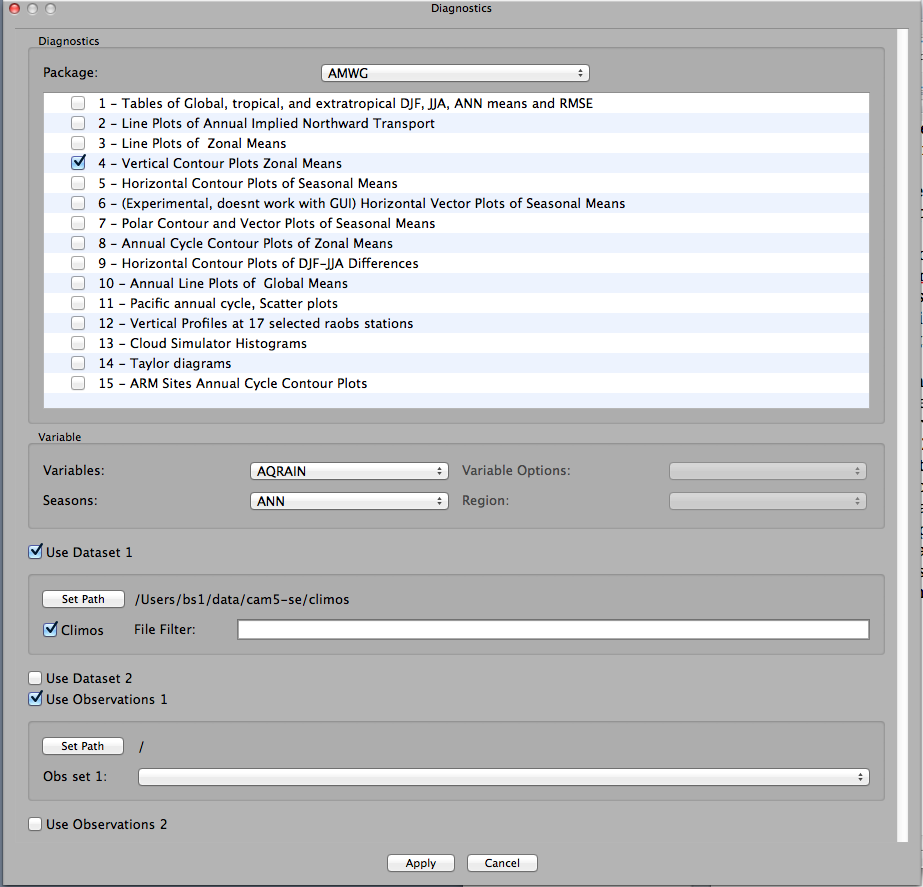 Diagnostics
Diagnostics
Package: AMWG
1 - Tables of Global, tropical, and extratropical DJF, JJA, ANN means and RMSE
2 - Line Plots of Annual Implied Northward Transport
3 - Line Plots of  Zonal Means
4 - Vertical Contour Plots Zonal Means
5 - Horizontal Contour Plots of Seasonal Means
6 - (Experimental, doesnt work with GUI) Horizontal Vector Plots of Seasonal Means
7 - Polar Contour and Vector Plots of Seasonal Means
8 - Annual Cycle Contour Plots of Zonal Means
9 - Horizontal Contour Plots of DJF-JJA Differences
10 - Annual Line Plots of  Global Means
11 - Pacific annual cycle, Scatter plots
12 - Vertical Profiles at 17 selected raobs stations
13 - Cloud Simulator Histograms
14 - Taylor diagrams
15 - ARM Sites Annual Cycle Contour Plots
Variable
Variables: AQRAIN Variable Options:
Seasons: ANN Region:
Use Dataset 1
Set Path /Users/bs1/data/cam5-se/climos
Climos File Filter:
Use Dataset 2
Use Observations 1
Set Path /
Obs set 1:
Use Observations 2
Apply Cancel